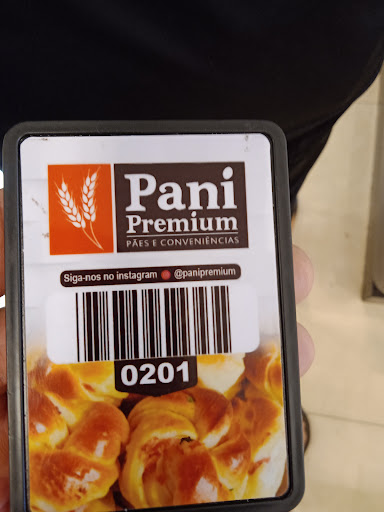 Pani
Premium
PÃES E CONVENIÊNCIAS
Siga-nos no instagram @panipremium
0201